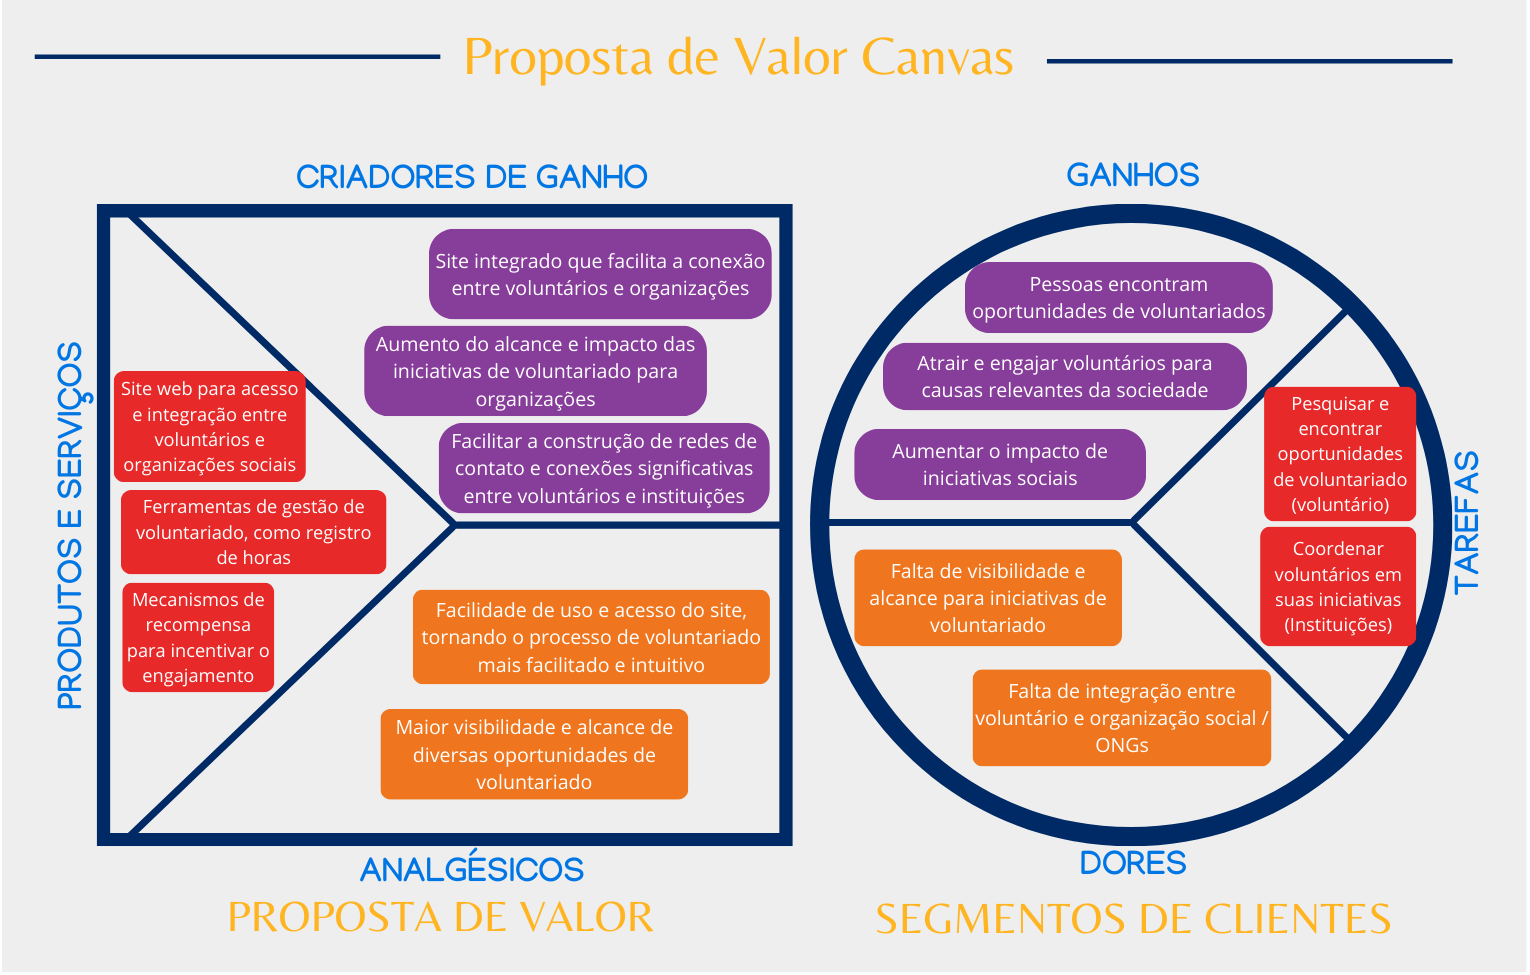 Proposta de Valor Canvas
CRIADORES DE GANHO
Site integrado que facilita a conexão
entre voluntários e organizações
Aumento do alcance e impacto das
iniciativas de voluntariado para
organizações
Facilitar a construção de redes de
contato e conexões significativas
entre voluntários e instituições
PRODUTOS E SERVIÇOS
Site web para acesso
e integração entre
voluntários e
organizações sociais
Ferramentas de gestão de
voluntariado, como registro
de horas
Mecanismos de
recompensa
para incentivar o
engajamento
Facilidade de uso e acesso do site,
tornando o processo de voluntariado
mais facilitado e intuitivo
Maior visibilidade e alcance de
diversas oportunidades de
voluntariado
ANALGÉSICOS
PROPOSTA DE VALOR
GANHOS
Pessoas encontram
oportunidades de voluntariados
Atrair e engajar voluntários para
causas relevantes da sociedade
Aumentar o impacto de
iniciativas sociais
Pesquisar e
encontrar
oportunidades
de voluntariado
(voluntário)
Coordenar
voluntários em
suas iniciativas
(Instituições)
TAREFAS
Falta de visibilidade e
alcance para iniciativas de
voluntariado
Falta de integração entre
voluntário e organização social /
ONGs
DORES
SEGMENTOS DE CLIENTES